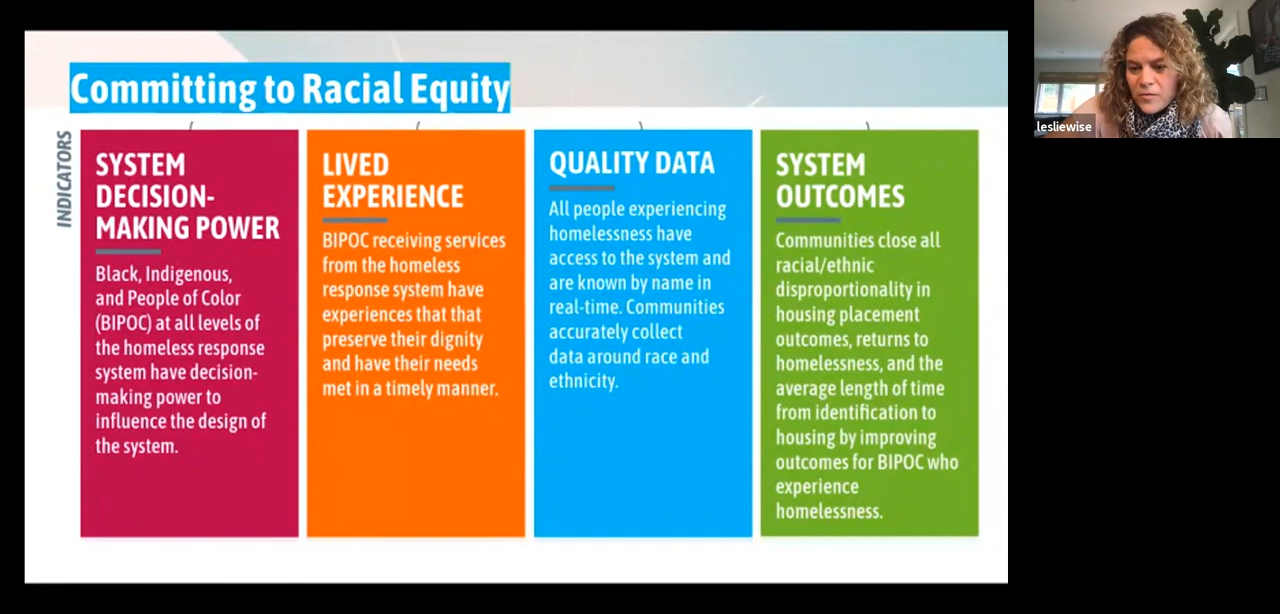 Committing to Racial Equity
lesliewise
INDICATORS
SYSTEM
DECISION-
MAKING POWER
Black, Indigenous,
and People of Color
(BIPOC) at all levels of
the homeless response
system have decision-
making power to
influence the design of
the system.
LIVED
EXPERIENCE
BIPOC receiving services
from the homeless
response system have
experiences that that
preserve their dignity
and have their needs
met in a timely manner.
QUALITY DATA
All people experiencing
homelessness have
access to the system and
are known by name in
real-time. Communities
accurately collect
data around race and
ethnicity.
SYSTEM
OUTCOMES
Communities close all
racial/ethnic
disproportionality in
housing placement
outcomes, returns to
homelessness, and the
average length of time
from identification to
housing by improving
outcomes for BIPOC who
experience
homelessness.